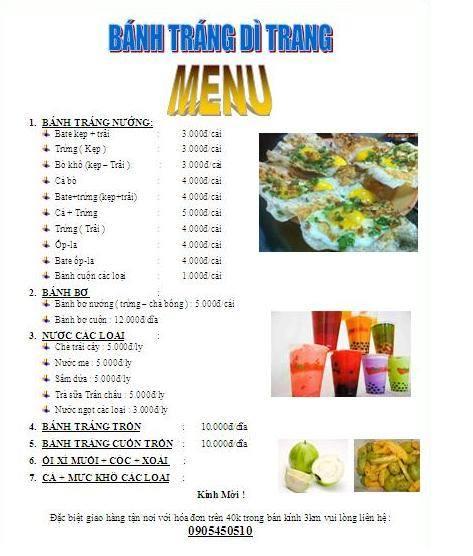 BÁNH TRÁNG DÌ TRANG
MENU
1. BÁNH TRÁNG NƯỚNG:
Bate kẹp + trải : 3.000đ/cái
Trứng ( Kẹp ) : 3.000đ/cái
Bò khô (kẹp – Trải ) : 3.000đ/cái
Cá bò : 4.000đ/cái
Bate+trứng (kẹp+trải) : 4.000đ/cái
Cá + Trứng : 5.000đ/cái
Trứng ( Trải ) : 4.000đ/cái
Ốp-la : 4.000đ/cái
Bate ốp-la : 4.000đ/cái
Bánh cuộn các loại : 1.000đ/cái
2. BÁNH BƠ :
Bánh bơ nướng ( trứng – chà bông ) : 5.000đ/cái
Bánh bơ cuộn : 12.000đ/dĩa
3. NƯỚC CÁC LOẠI :
Chè trái cây : 5.000đ/ly
Nước me : 5.000đ/ly
Sâm dứa : 5.000đ/ly
Trà sữa Trân châu : 5.000đ/ly
Nước ngọt các loại : 3.000đ/ly
4. BÁNH TRÁNG TRỘN : 10.000đ/dĩa
5. BÁNH TRÁNG CUỐN TRỘN : 10.000đ/dĩa
6. ỔI XÍ MUỘI + CÓC + XOÀI :
7. CÁ + MỰC KHÔ CÁC LOẠI :
Kính Mời !
Đặc biệt giao hàng tận nơi với hóa đơn trên 40k trong bán kính 3km vui lòng liên hệ :
0905450510